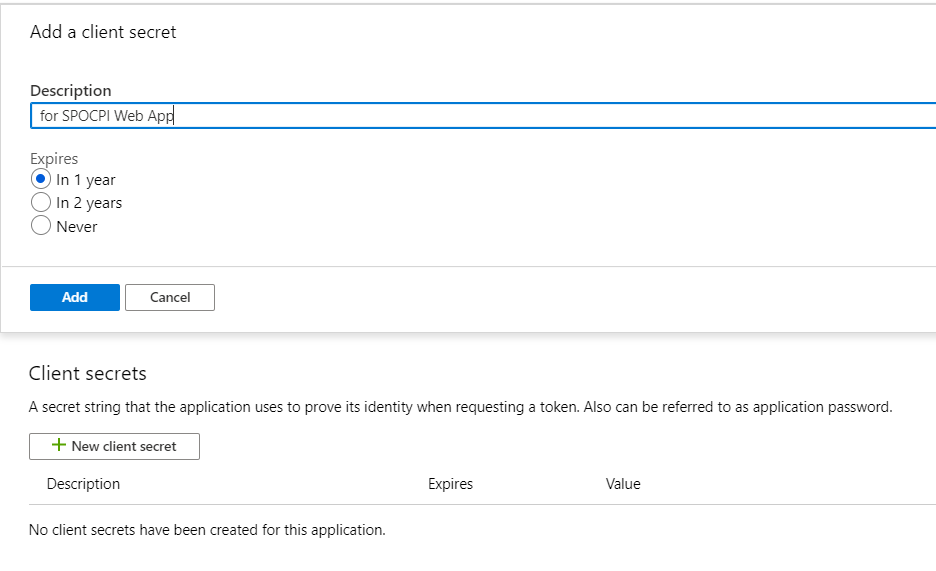 Add a client secret
Description
for SPOCPI Web App
Expires
In 1 year
In 2 years
Never
Add Cancel
Client secrets
A secret string that the application uses to prove its identity when requesting a token. Also can be referred to as application password.
New client secret
Description Expires Value
No client secrets have been created for this application.